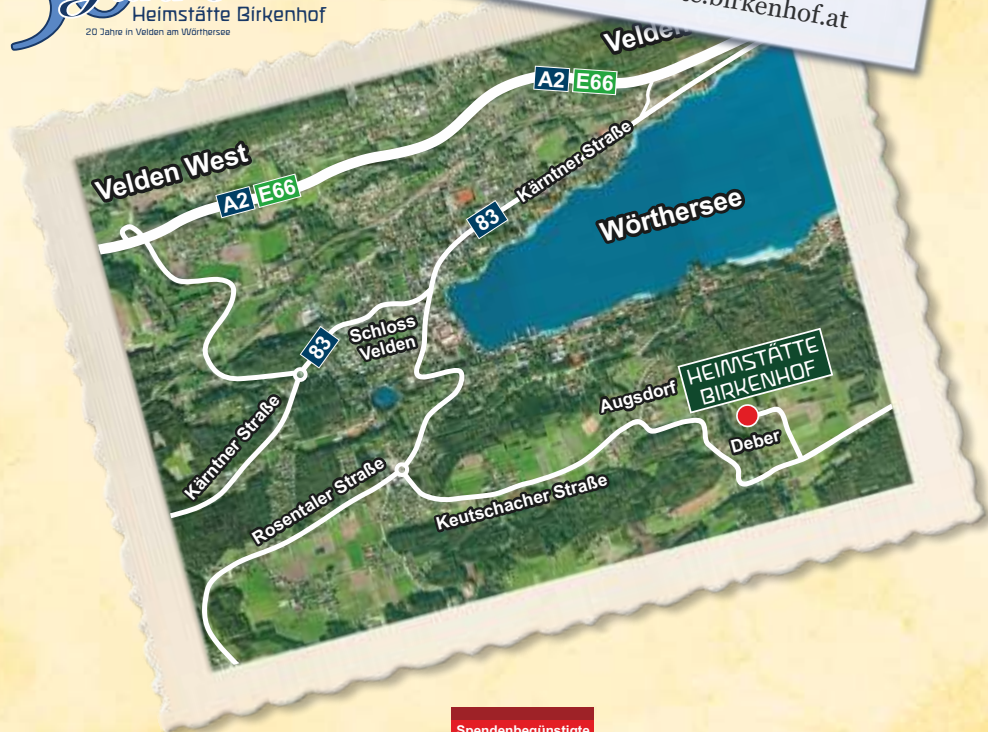 Heimstätte Birkenhof
20 Jahre in Velden am Wörthersee
.birkenhof.at
A2 E66
Velden West
A2 E66
Kärntner Straße
83
Wörthersee
Schloss
Velden
83
HEIMSTÄTTE
BIRKENHOF
Augsdorf
Deber
Kärntner Straße
Rosentaler Straße
Keutschacher Straße
Spendenbegünstigte